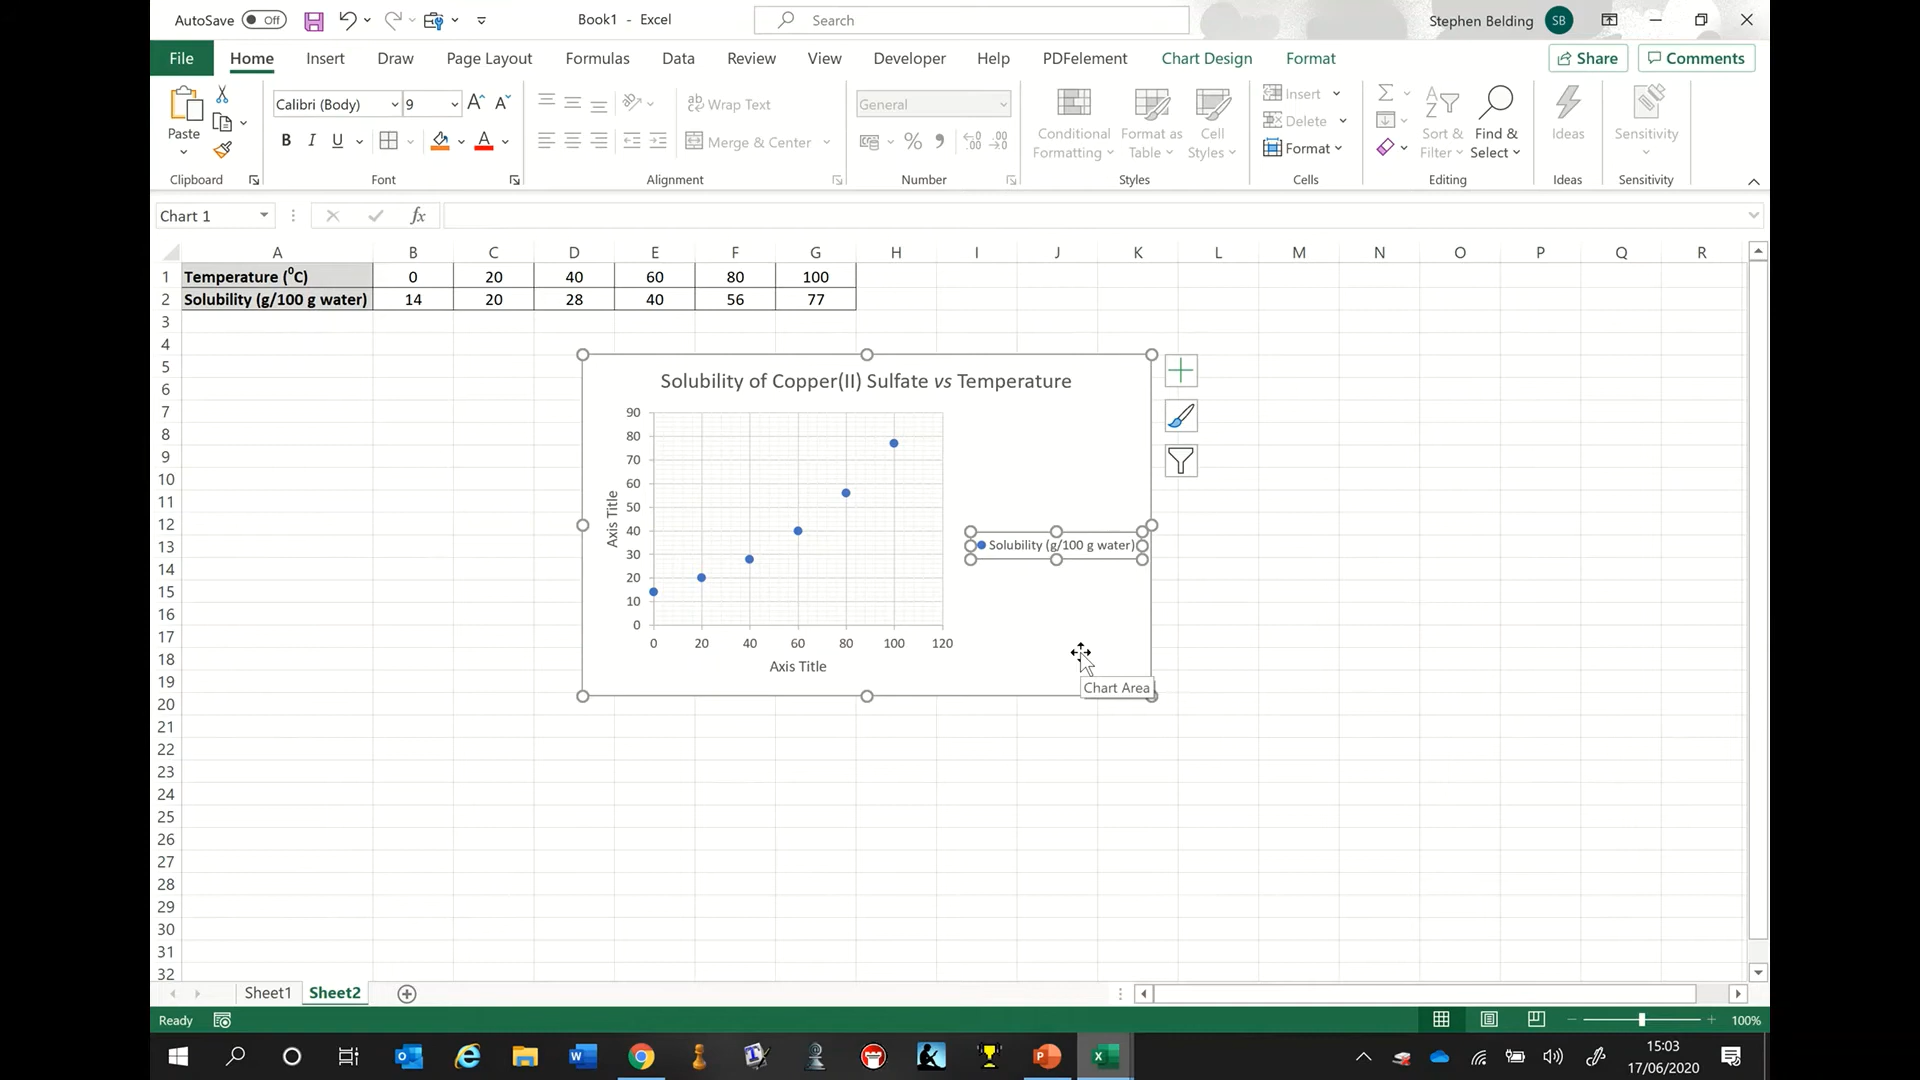 AutoSave Off Book1 - Excel Search Stephen Belding SB
File Home Insert Draw Page Layout Formulas Data Review View Developer Help PDFelement Chart Design Format Share Comments
Paste Calibri (Body) 9 A A ab Wrap Text General Insert Σ
B I U A Merge & Center % Conditional Formatting Format as Table Cell Styles Delete Sort & Filter Find & Select Ideas Sensitivity
Format
Clipboard Font Alignment Number Styles Cells Editing Ideas Sensitivity
Chart 1 fx
A B C D E F G H I J K L M N O P Q R
1 Temperature (⁰C) 0 20 40 60 80 100
2 Solubility (g/100 g water) 14 20 28 40 56 77
3
4
5
6
7
8
9
10
11
12
13
14
15
16
17
18
19
20
21
22
23
24
25
26
27
28
29
30
31
32
Solubility of Copper(II) Sulfate vs Temperature
90
80
70
60
50
40
30
20
10
0
Axis Title
0 20 40 60 80 100 120
Axis Title
Solubility (g/100 g water)
Chart Area
Sheet1 Sheet2
Ready 100%
15:03
17/06/2020